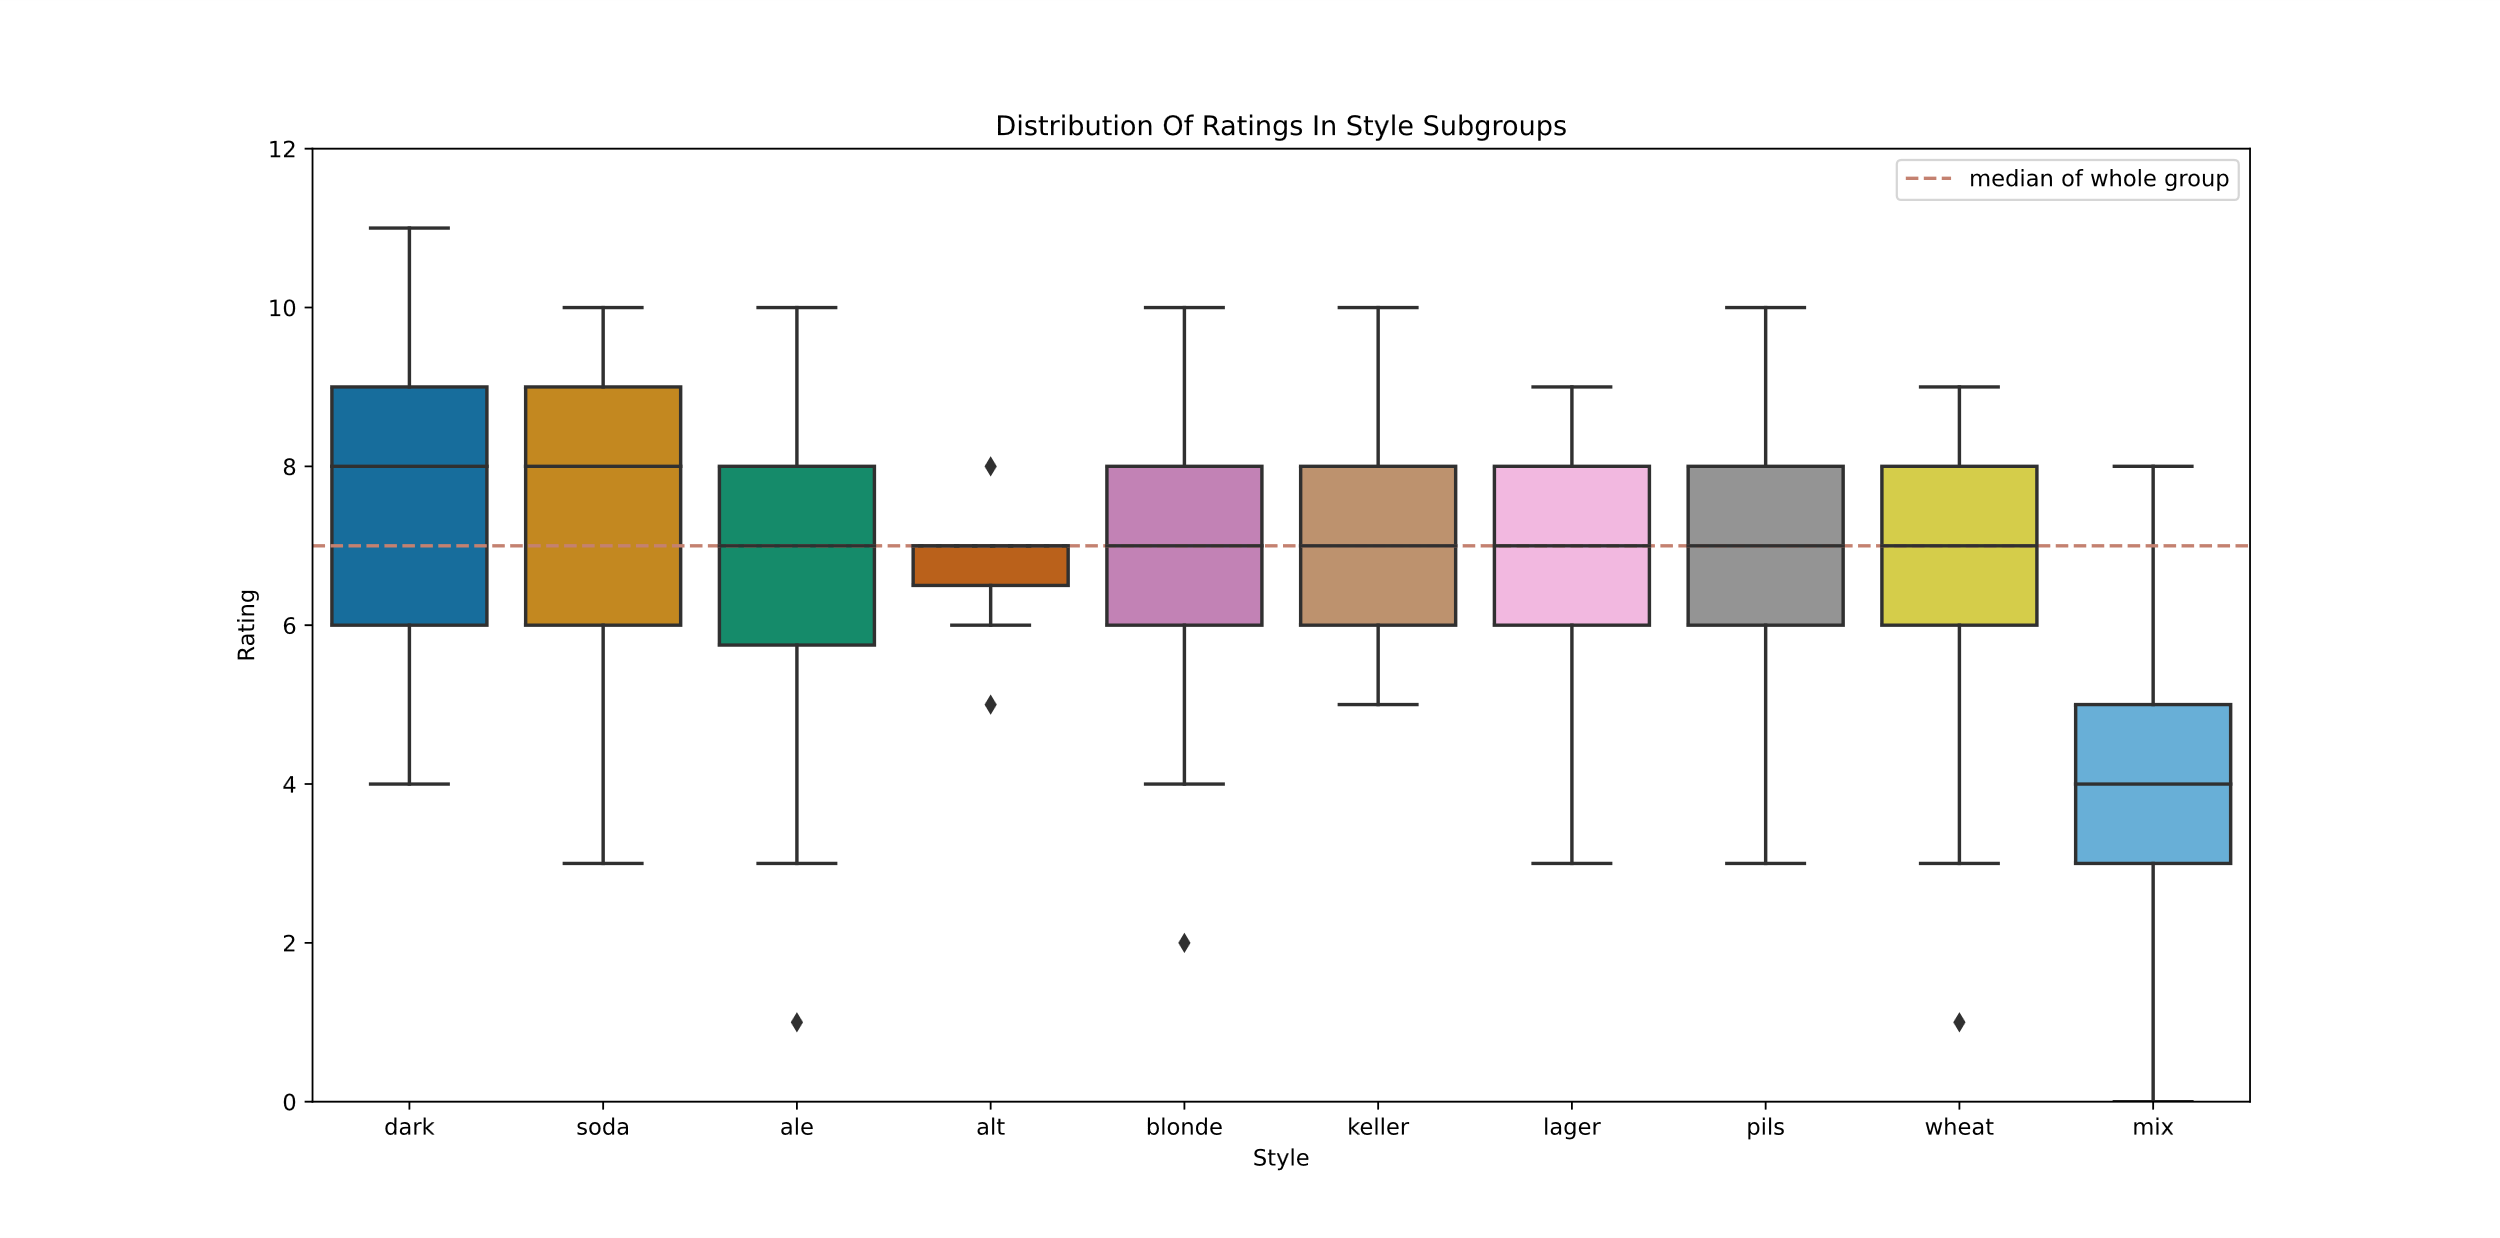 Distribution Of Ratings In Style Subgroups
12
10
8
6
4
2
0
Rating
median of whole group
dark soda ale alt blonde keller lager pils wheat mix
Style